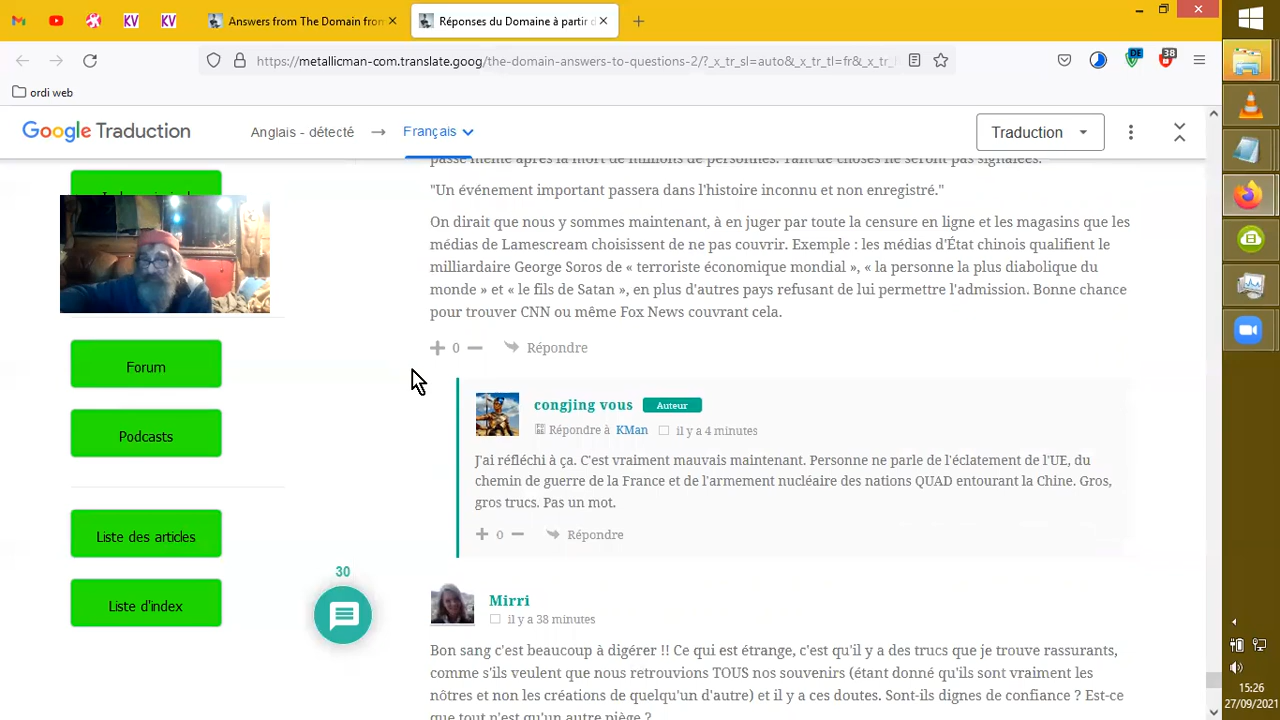 KV
KV
Answers from The Domain from
Réponses du Domaine à partir d
https://metallicman-com.translate.goog/the-domain-answers-to-questions-2/?_x_tr_sl=auto&_x_tr_tl=fr&_x_tr_
DE
38
ordi web
Google Traduction
Anglais - détecté
Français
Traduction
passe même après la mort de millions de personnes. Tant de choses ne seront pas signalées.
"Un événement important passera dans l'histoire inconnu et non enregistré."
On dirait que nous y sommes maintenant, à en juger par toute la censure en ligne et les magasins que les
médias de Lamescream choisissent de ne pas couvrir. Exemple : les médias d'État chinois qualifient le
milliardaire George Soros de « terroriste économique mondial », « la personne la plus diabolique du
monde » et « le fils de Satan », en plus d'autres pays refusant de lui permettre l'admission. Bonne chance
pour trouver CNN ou même Fox News couvrant cela.
0
Répondre
Forum
Podcasts
Liste des articles
Liste d'index
30
congjing vous
Auteur
Répondre à KMan
il y a 4 minutes
J'ai réfléchi à ça. C'est vraiment mauvais maintenant. Personne ne parle de l'éclatement de l'UE, du
chemin de guerre de la France et de l'armement nucléaire des nations QUAD entourant la Chine. Gros,
gros trucs. Pas un mot.
0
Répondre
Mirri
il y a 38 minutes
Bon sang c'est beaucoup à digérer !! Ce qui est étrange, c'est qu'il y a des trucs que je trouve rassurants,
comme s'ils veulent que nous retrouvions TOUS nos souvenirs (étant donné qu'ils sont vraiment les
nôtres et non les créations de quelqu'un d'autre) et il y a ces doutes. Sont-ils dignes de confiance ? Est-ce
que tout n'est qu'un autre piège ?
15:26
27/09/2021